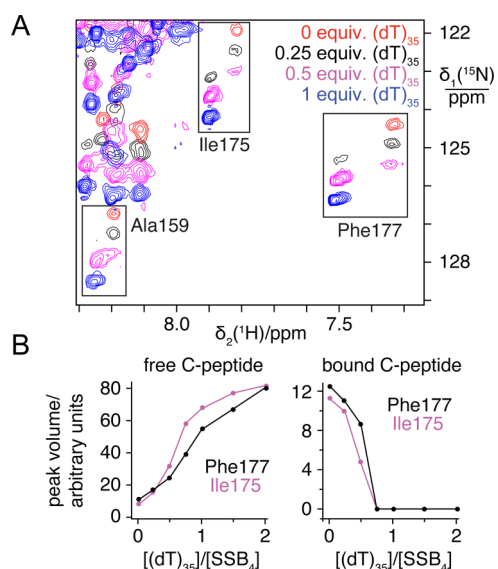 A
0 equiv. (dT)35
0.25 equiv. (dT)35
0.5 equiv. (dT)35
1 equiv. (dT)35
Ile175
Ala159
Phe177
122
δ1(15N)
ppm
125
128
8.0
7.5
δ2(1H)/ppm
B
free C-peptide
bound C-peptide
peak volume/
arbitrary units
80
60
40
20
0
Phe177
Ile175
0
1
2
[(dT)35]/[SSB4]
12
8
4
0
Phe177
Ile175
0
1
2
[(dT)35]/[SSB4]